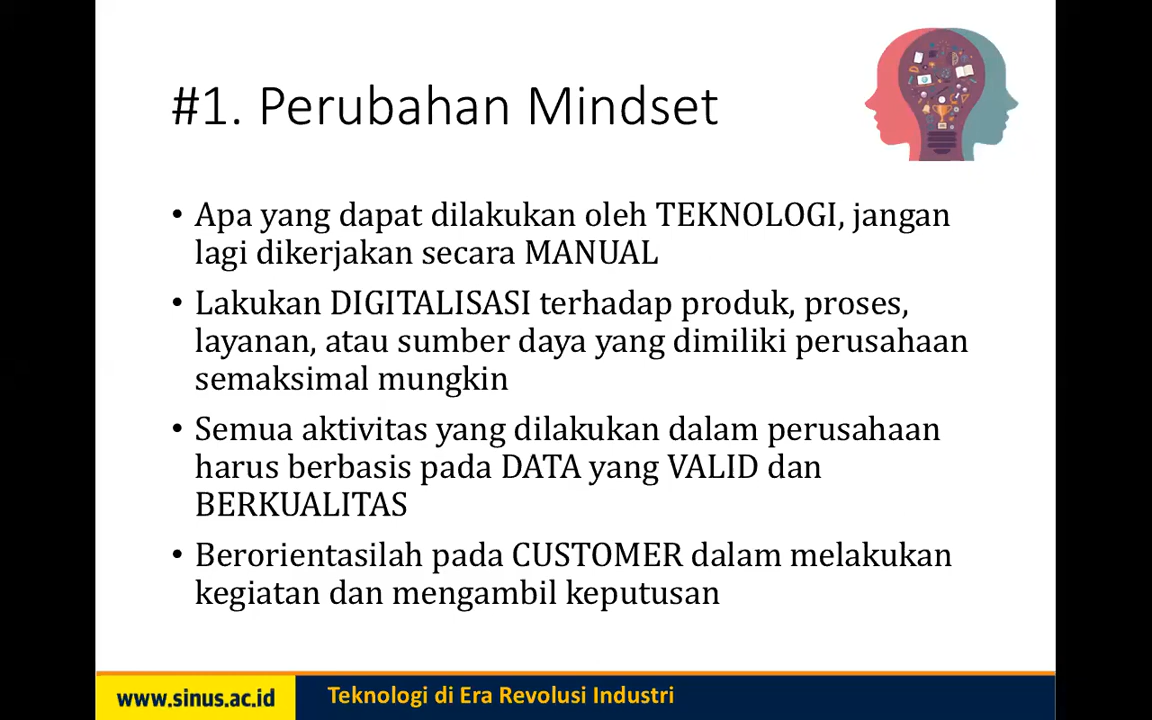 #1. Perubahan Mindset
• Apa yang dapat dilakukan oleh TEKNOLOGI, jangan
lagi dikerjakan secara MANUAL
• Lakukan DIGITALISASI terhadap produk, proses,
layanan, atau sumber daya yang dimiliki perusahaan
semaksimal mungkin
• Semua aktivitas yang dilakukan dalam perusahaan
harus berbasis pada DATA yang VALID dan
BERKUALITAS
• Berorientasilah pada CUSTOMER dalam melakukan
kegiatan dan mengambil keputusan
www.sinus.ac.id
Teknologi di Era Revolusi Industri